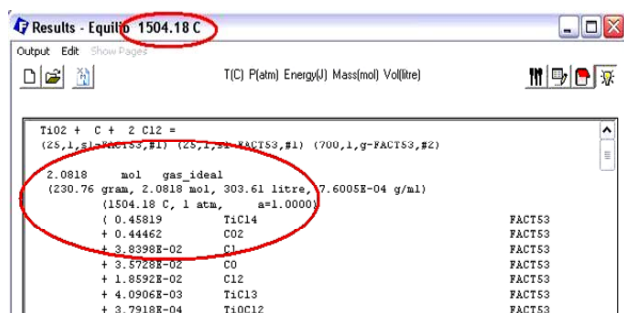 Results - Equilib 1504.18 C
Output Edit Show Pages
T(C) P(atm) Energy(J) Mass(mol) Vol(litre)
TiO2 + C + 2 Cl2 =
(25,1,s1-FACT53,#1) (25,1,s1-FACT53,#1) (700,1,g-FACT53,#2)
2.0818 mol gas_ideal
(230.76 gram, 2.0818 mol, 303.61 litre, 7.6005E-04 g/ml)
(1504.18 C, 1 atm, a=1.0000)
( 0.45819 TiCl4 FACT53
+ 0.44462 CO2 FACT53
+ 3.8398E-02 Cl FACT53
+ 3.5728E-02 CO FACT53
+ 1.8592E-02 Cl2 FACT53
+ 4.0906E-03 TiCl3 FACT53
+ 3.7918E-04 TiOCl2 FACT53